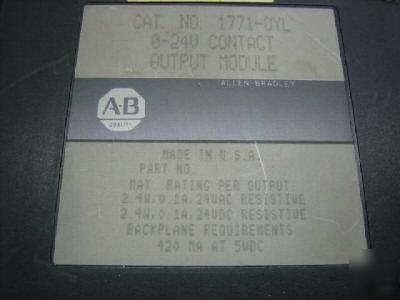 CAT. NO. 1771-OYL
0-24V CONTACT
OUTPUT MODULE
ALLEN-BRADLEY
A-B
QUALITY
MADE IN U.S.A.
PART NO.
MAX. RATING PER OUTPUT:
2.4W,0.1A,24VAC RESISTIVE
2.4W,0.1A,24VDC RESISTIVE
BACKPLANE REQUIREMENTS
420 MA AT 5VDC